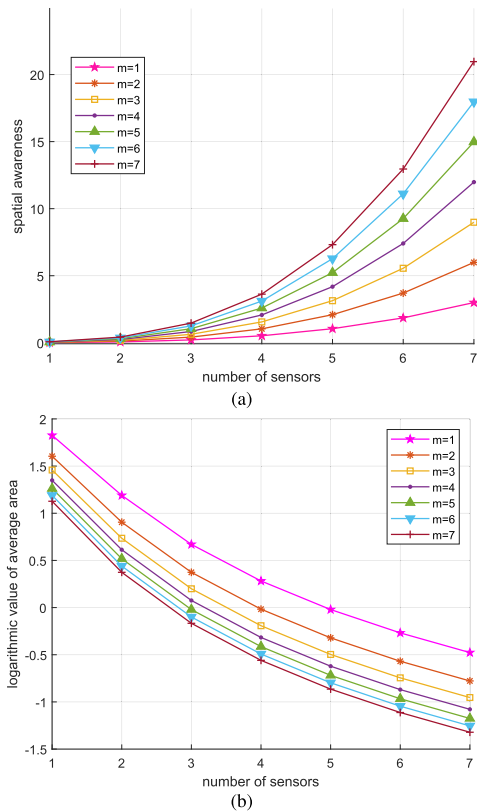 20
15
10
5
0
spatial awareness
m=1
m=2
m=3
m=4
m=5
m=6
m=7
1 2 3 4 5 6 7
number of sensors
(a)
2
1.5
1
0.5
0
-0.5
-1
-1.5
logarithmic value of average area
m=1
m=2
m=3
m=4
m=5
m=6
m=7
1 2 3 4 5 6 7
number of sensors
(b)